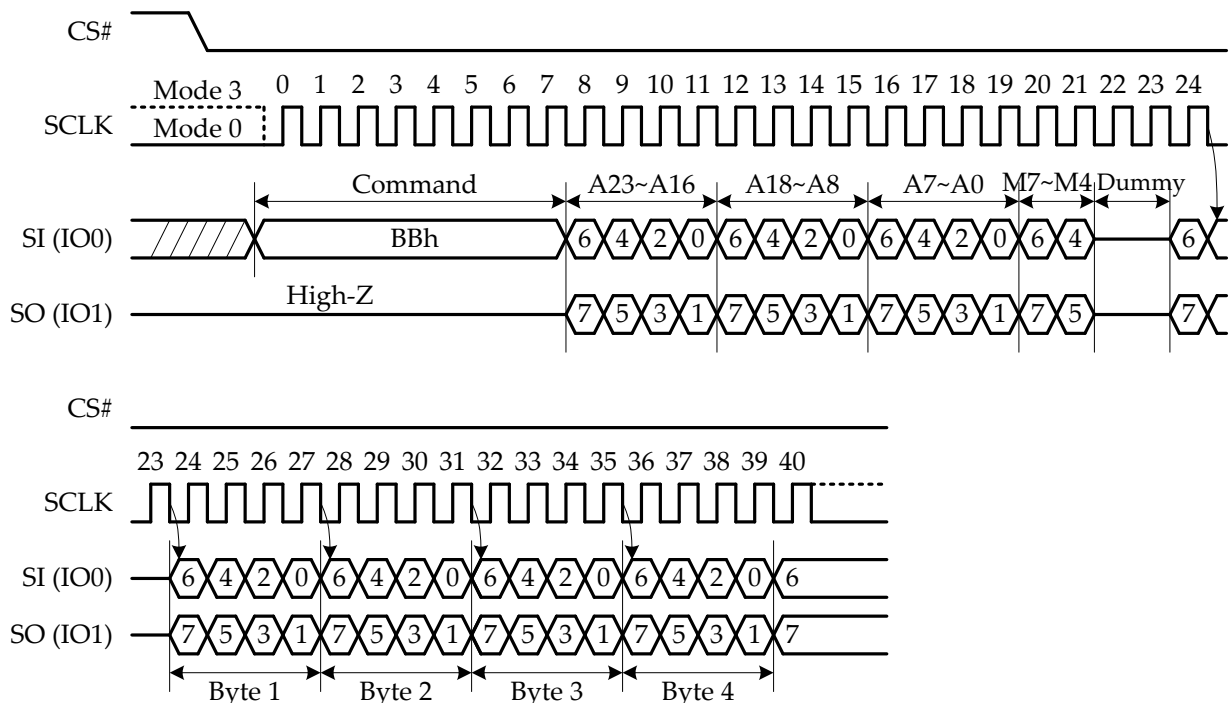 CS#
0 1 2 3 4 5 6 7 8 9 10 11 12 13 14 15 16 17 18 19 20 21 22 23 24
Mode 3
SCLK
Mode 0
Command A23~A16 A18~A8 A7~A0 M7~M4 Dummy
SI (IO0) BBh 6 4 2 0 6 4 2 0 6 4 2 0 6 4 6
High-Z
SO (IO1) 7 5 3 1 7 5 3 1 7 5 3 1 7 5 7
CS#
23 24 25 26 27 28 29 30 31 32 33 34 35 36 37 38 39 40
SCLK
SI (IO0) 6 4 2 0 6 4 2 0 6 4 2 0 6 4 2 0 6
SO (IO1) 7 5 3 1 7 5 3 1 7 5 3 1 7 5 3 1 7
Byte 1 Byte 2 Byte 3 Byte 4